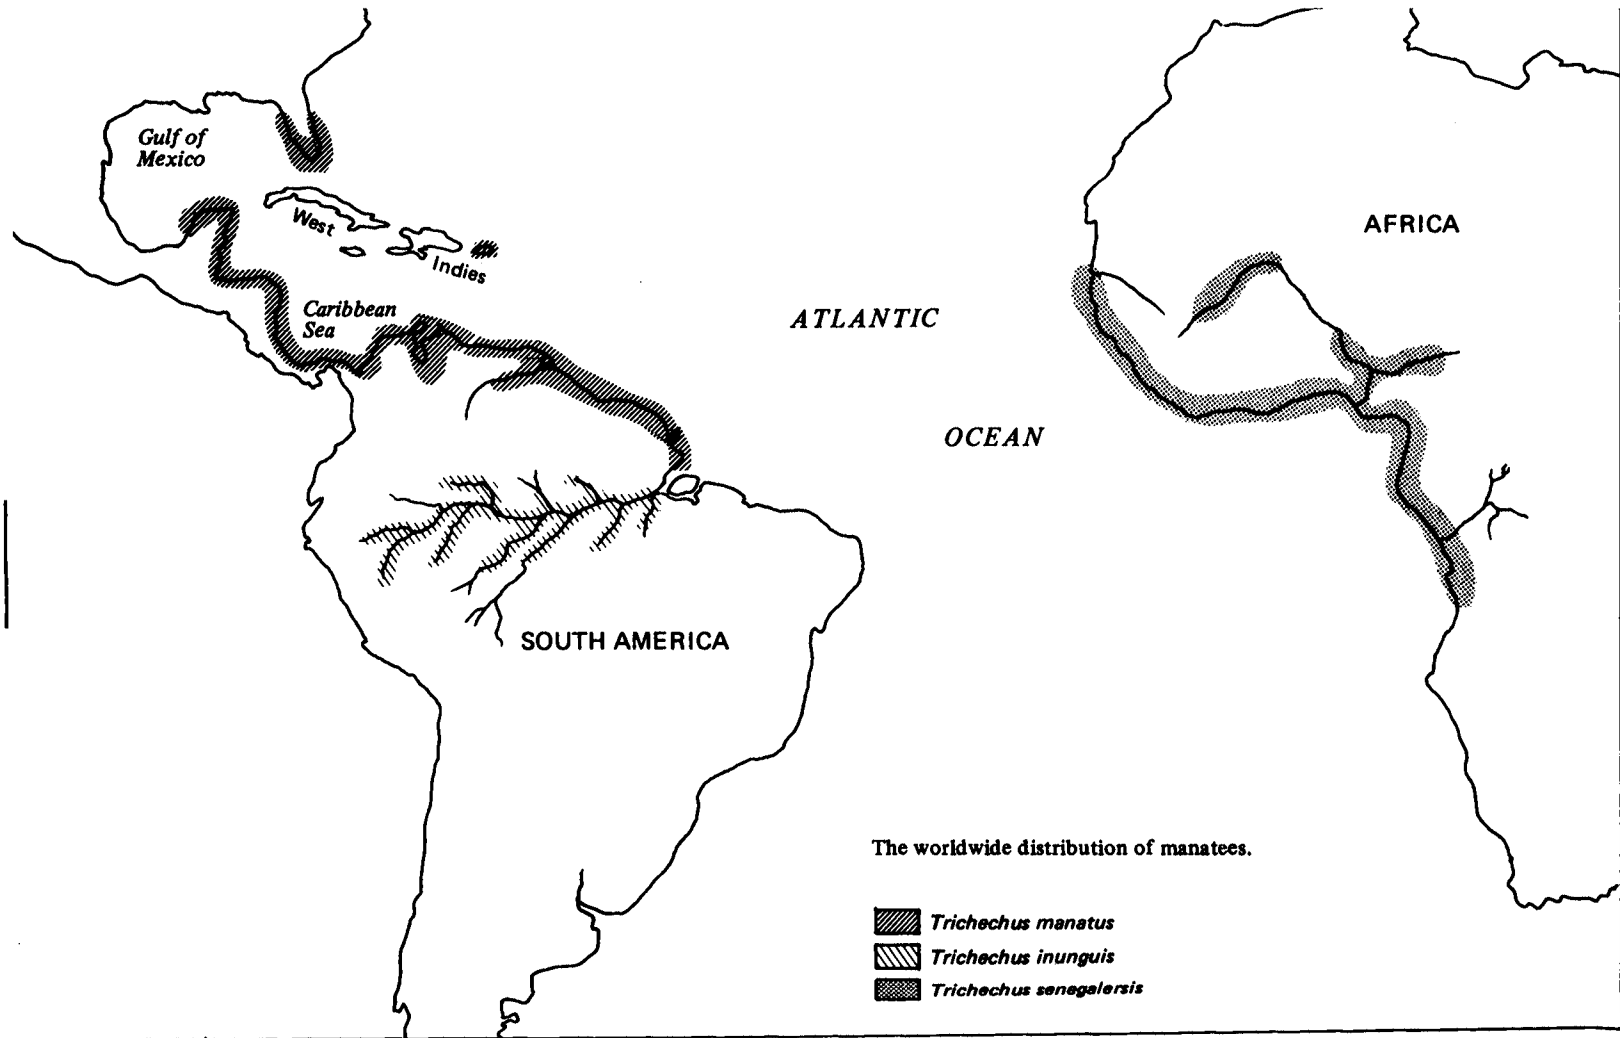 Gulf of
Mexico
West
Indies
Caribbean
Sea
ATLANTIC
OCEAN
AFRICA
SOUTH AMERICA
The worldwide distribution of manatees.
Trichechus manatus
Trichechus inunguis
Trichechus senegalersis